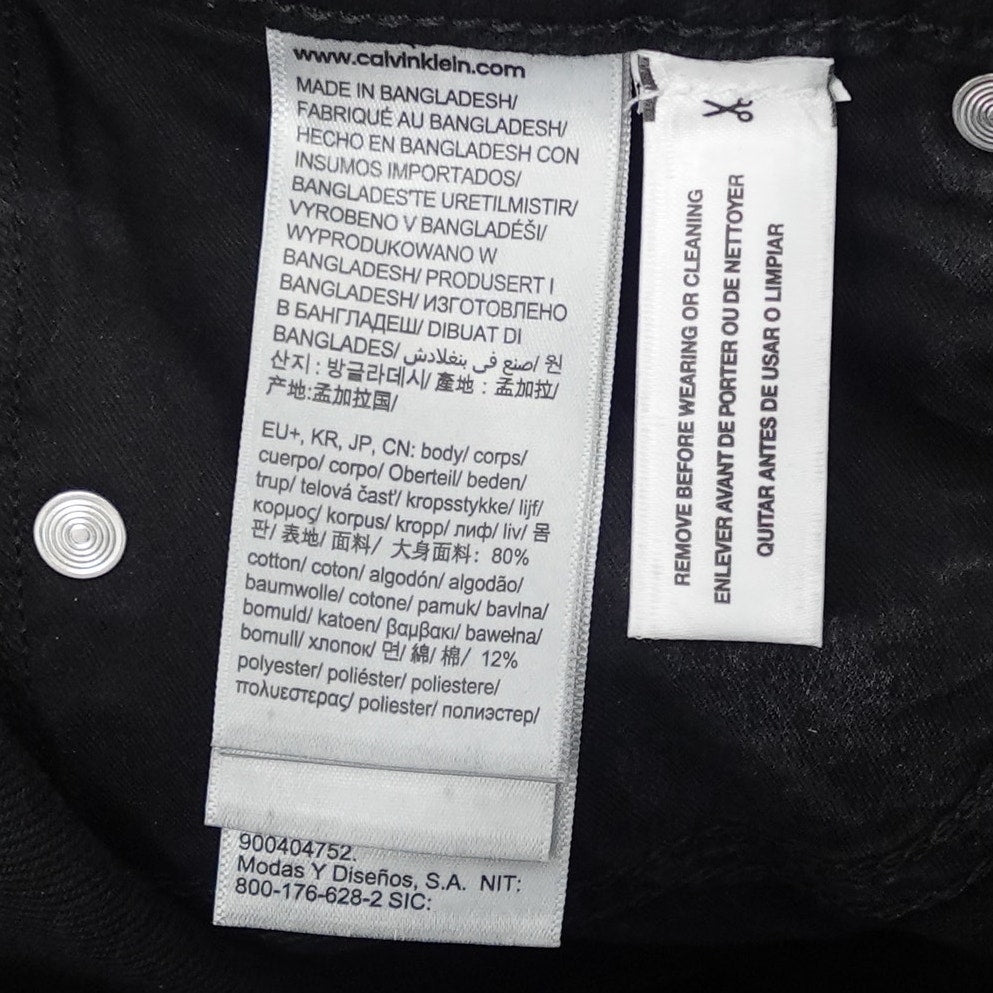 www.calvinklein.com
MADE IN BANGLADESH/
FABRIQUÉ AU BANGLADESH/
HECHO EN BANGLADESH CON
INSUMOS IMPORTADOS/
BANGLADEŞ'TE URETILMISTIR/
VYROBENO V BANGLADÉŠI/
WYPRODUKOWANO W
BANGLADESH/ PRODUSERT I
BANGLADESH/ ИЗГОТОВЛЕНО
В БАНГЛАДЕШ/ DIBUAT DI
BANGLADES/ صنع في بنغلادش/ 원
산지 : 방글라데시/ 產地 : 孟加拉/
产地:孟加拉国/
EU+, KR, JP, CN: body/ corps/
cuerpo/ corpo/ Oberteil/ beden/
trup/ telová časť/ kropsstykke/ lijf/
κορμος/ korpus/ kropp/ лиф/ liv/ 몸
판/ 表地/ 面料/ 大身面料: 80%
cotton/ coton/ algodón/ algodão/
baumwolle/ cotone/ pamuk/ bavlna/
bomuld/ katoen/ βαμβακι/ bawełna/
bomull/ хлопок/ 면/ 綿/ 棉/ 12%
polyester/ poliéster/ poliestere/
πολυεστερας/ poliester/ полиэстер/
900404752.
Modas Y Diseños, S.A. NIT:
800-176-628-2 SIC:
REMOVE BEFORE WEARING OR CLEANING
ENLEVER AVANT DE PORTER OU DE NETTOYER
QUITAR ANTES DE USAR O LIMPIAR